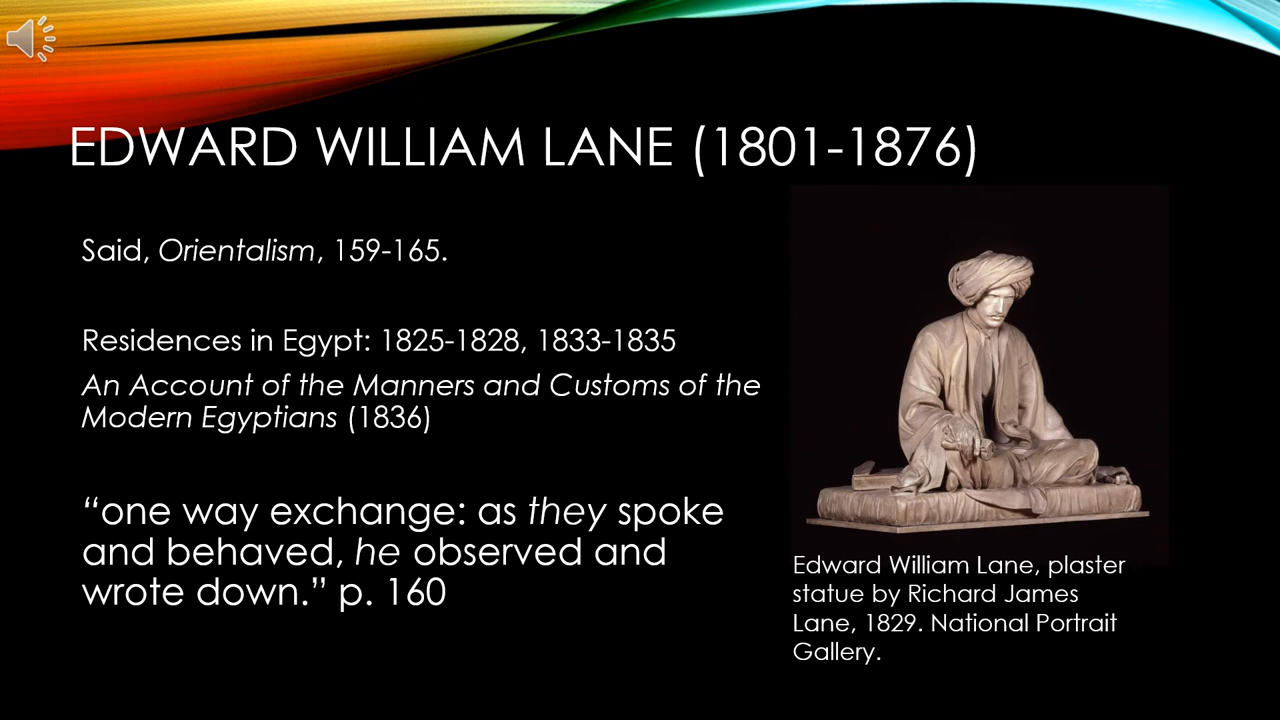 EDWARD WILLIAM LANE (1801-1876)
Said, Orientalism, 159-165.
Residences in Egypt: 1825-1828, 1833-1835
An Account of the Manners and Customs of the
Modern Egyptians (1836)
“one way exchange: as they spoke
and behaved, he observed and
wrote down.” p. 160
Edward William Lane, plaster
statue by Richard James
Lane, 1829. National Portrait
Gallery.